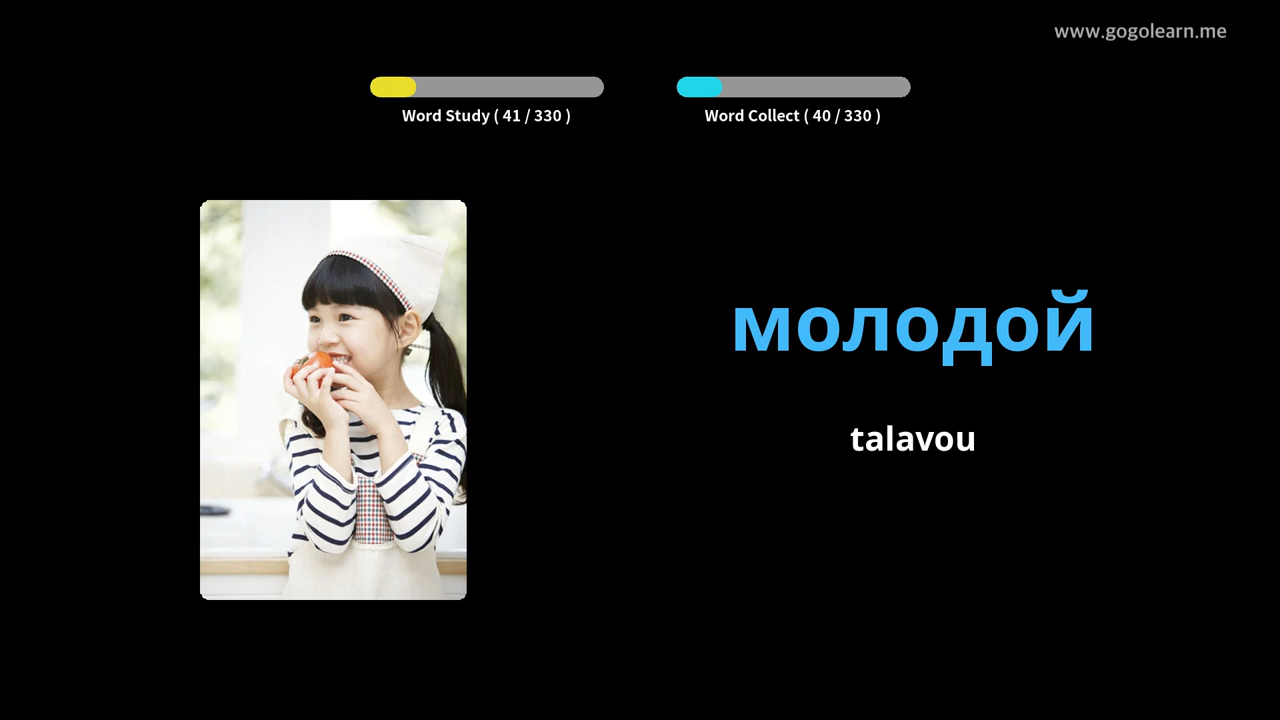 www.gogolearn.me
Word Study ( 41 / 330 )
Word Collect ( 40 / 330 )
молодой
talavou